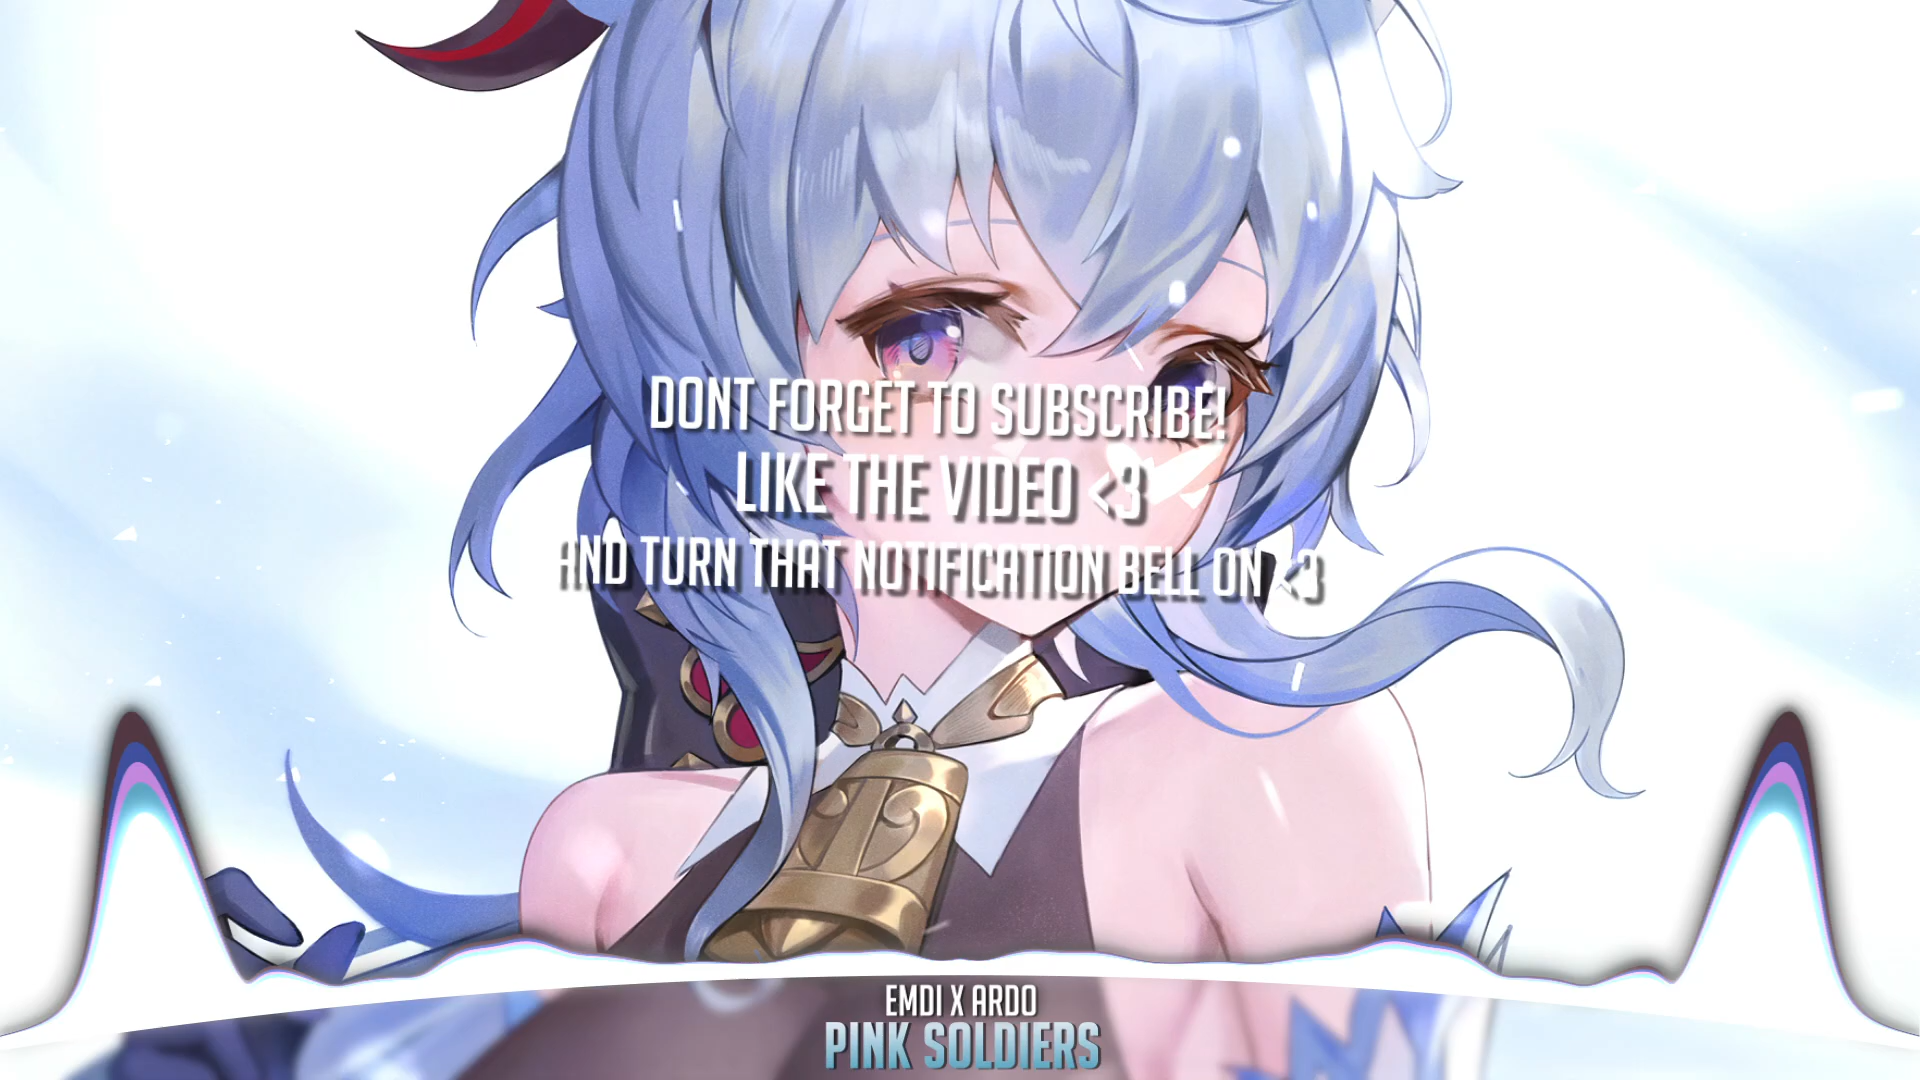 DONT FORGET TO SUBSCRIBE!
LIKE THE VIDEO <3
AND TURN THAT NOTIFICATION BELL ON <3
EMDI X ARDO
PINK SOLDIERS